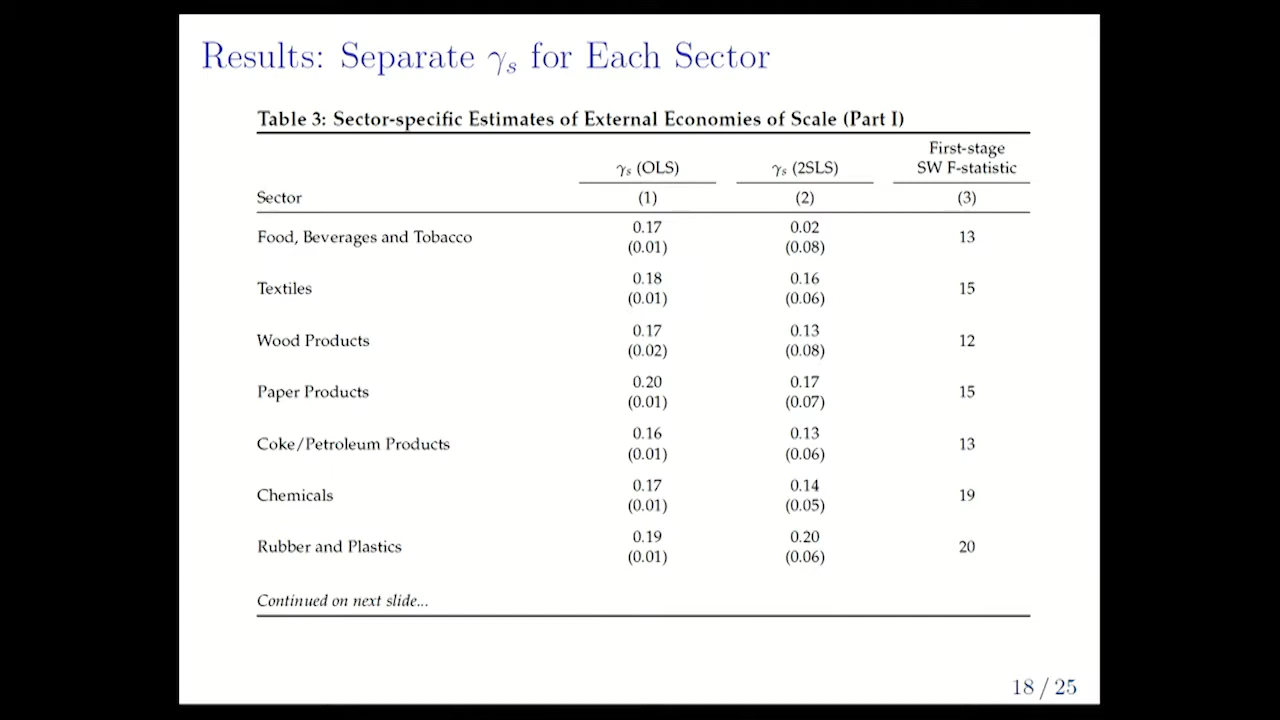 Results: Separate γs for Each Sector
Table 3: Sector-specific Estimates of External Economies of Scale (Part I)
First-stage
γs (OLS) γs (2SLS) SW F-statistic
Sector (1) (2) (3)
Food, Beverages and Tobacco 0.17 0.02 13
(0.01) (0.08)
Textiles 0.18 0.16 15
(0.01) (0.06)
Wood Products 0.17 0.13 12
(0.02) (0.08)
Paper Products 0.20 0.17 15
(0.01) (0.07)
Coke/Petroleum Products 0.16 0.13 13
(0.01) (0.06)
Chemicals 0.17 0.14 19
(0.01) (0.05)
Rubber and Plastics 0.19 0.20 20
(0.01) (0.06)
Continued on next slide...
18 / 25